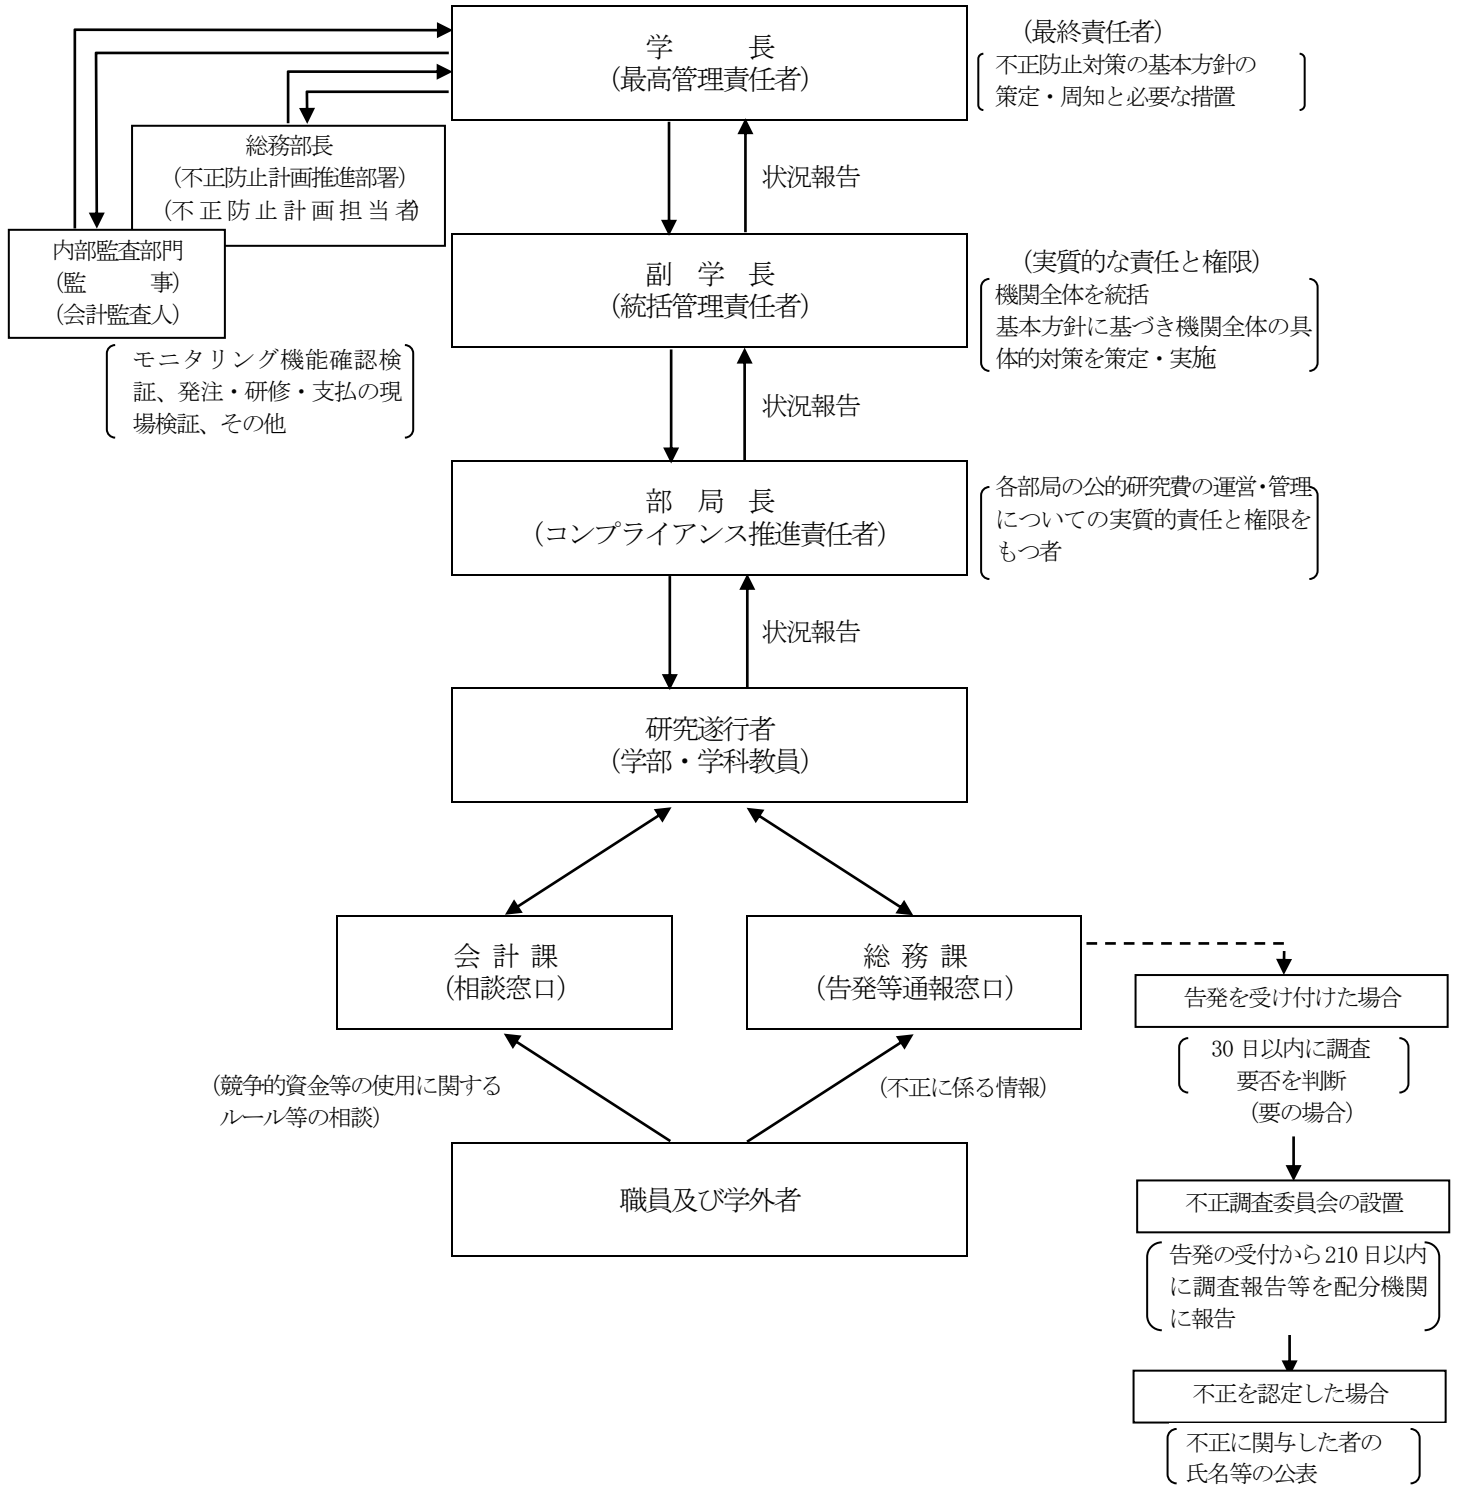 学　長
(最高管理責任者)
(最終責任者)
不正防止対策の基本方針の
策定・周知と必要な措置
総務部長
(不正防止計画推進部署)
(不正防止計画担当者)
状況報告
内部監査部門
(監　事)
(会計監査人)
モニタリング機能確認検
証、発注・研修・支払の現
場検証、その他
副　学　長
(統括管理責任者)
(実質的な責任と権限)
機関全体を統括
基本方針に基づき機関全体の具
体的対策を策定・実施
状況報告
部　局　長
(コンプライアンス推進責任者)
各部局の公的研究費の運営・管理
についての実質的責任と権限を
もつ者
状況報告
研究遂行者
(学部・学科教員)
会 計 課
(相談窓口)
総 務 課
(告発等通報窓口)
告発を受け付けた場合
30 日以内に調査
要否を判断
(要の場合)
(競争的資金等の使用に関する
ルール等の相談)
(不正に係る情報)
職員及び学外者
不正調査委員会の設置
告発の受付から 210 日以内
に調査報告等を配分機関
に報告
不正を認定した場合
不正に関与した者の
氏名等の公表